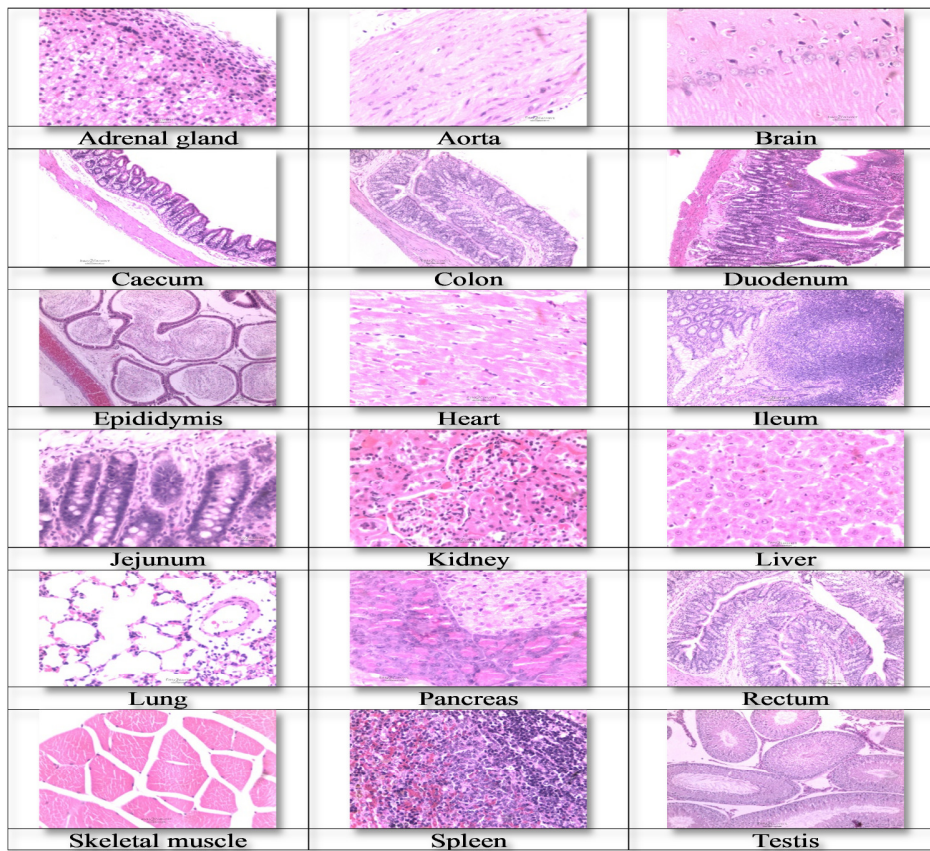 Adrenal gland
Aorta
Brain
Caecum
Colon
Duodenum
Epididymis
Heart
Ileum
Jejunum
Kidney
Liver
Lung
Pancreas
Rectum
Skeletal muscle
Spleen
Testis